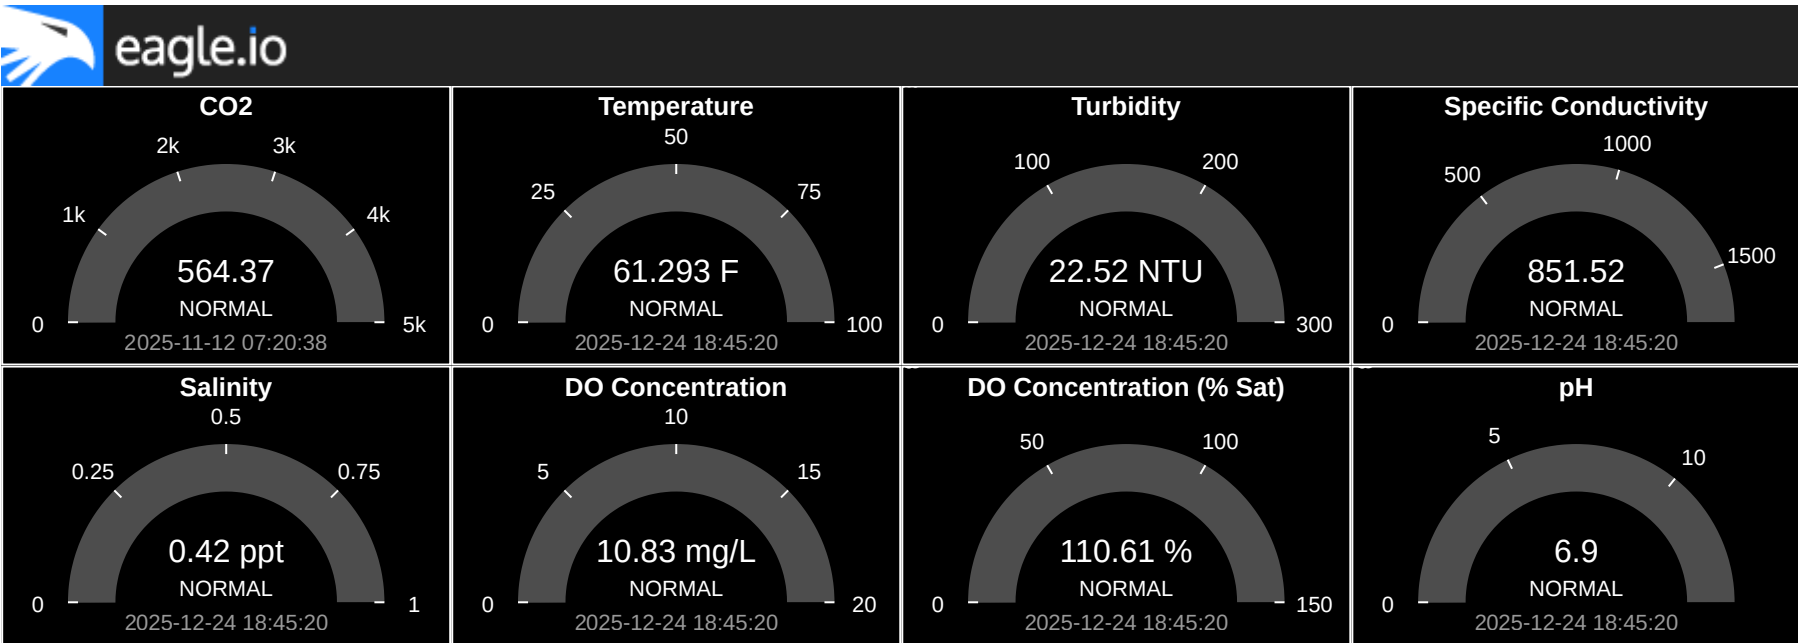 eagle.io
CO2
2k
3k
1k
4k
564.37
NORMAL
0
5k
2025-11-12 07:20:38
Temperature
50
25
75
61.293 F
NORMAL
0
100
2025-12-24 18:45:20
Turbidity
100
200
22.52 NTU
NORMAL
0
300
2025-12-24 18:45:20
Specific Conductivity
1000
500
1500
851.52
NORMAL
0
2025-12-24 18:45:20
Salinity
0.5
0.25
0.75
0.42 ppt
NORMAL
0
1
2025-12-24 18:45:20
DO Concentration
10
5
15
10.83 mg/L
NORMAL
0
20
2025-12-24 18:45:20
DO Concentration (% Sat)
50
100
110.61 %
NORMAL
0
150
2025-12-24 18:45:20
pH
5
10
6.9
NORMAL
0
2025-12-24 18:45:20